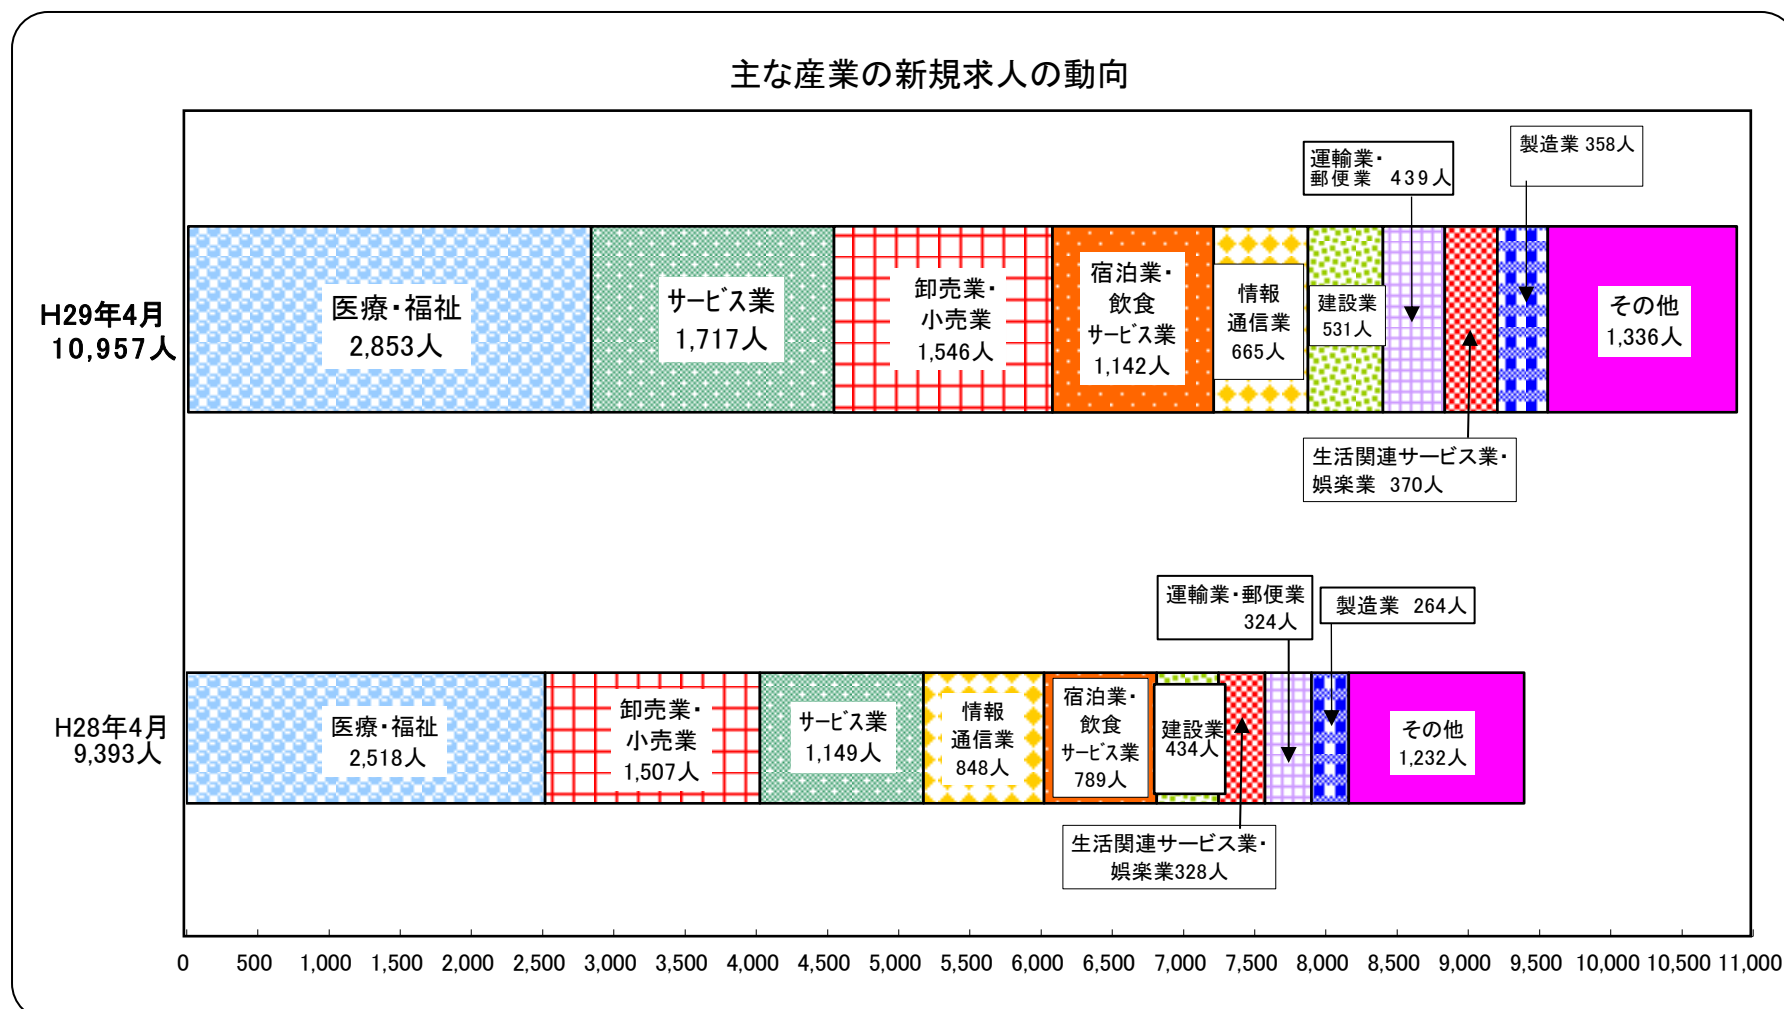 主な産業の新規求人の動向
運輸業・
郵便業 439人
製造業 358人
H29年4月
10,957人
医療・福祉
2,853人
サービス業
1,717人
卸売業・
小売業
1,546人
宿泊業・
飲食
サービス業
1,142人
情報
通信業
665人
建設業
531人
その他
1,336人
生活関連サービス業・
娯楽業 370人
運輸業・郵便業
324人
製造業 264人
H28年4月
9,393人
医療・福祉
2,518人
卸売業・
小売業
1,507人
サービス業
1,149人
情報
通信業
848人
宿泊業・
飲食
サービス業
789人
建設業
434人
その他
1,232人
生活関連サービス業・
娯楽業328人
0 500 1,000 1,500 2,000 2,500 3,000 3,500 4,000 4,500 5,000 5,500 6,000 6,500 7,000 7,500 8,000 8,500 9,000 9,500 10,000 10,500 11,000